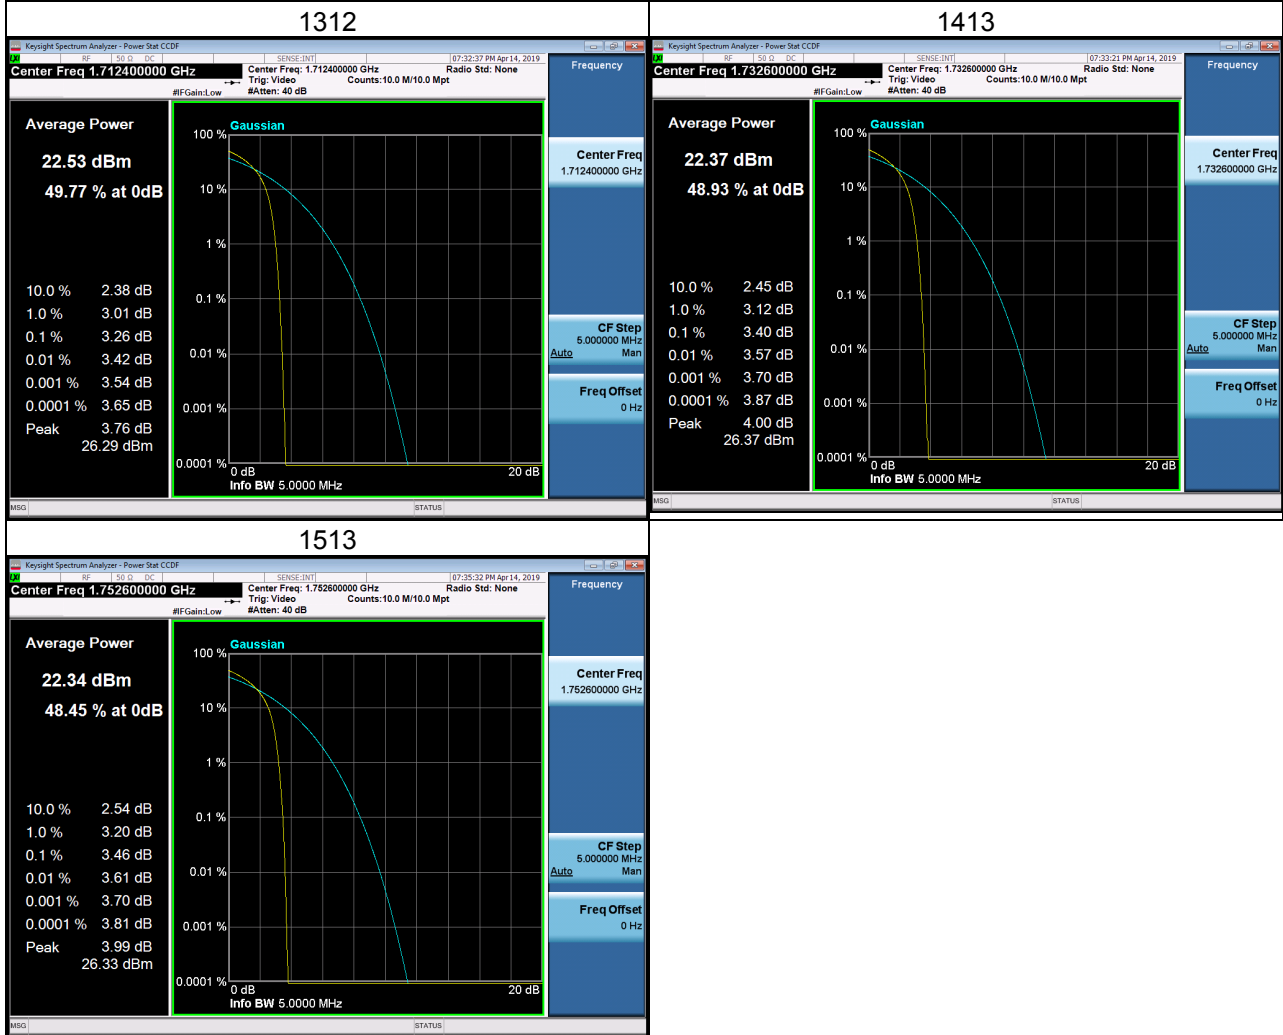 1312
Keysight Spectrum Analyzer - Power Stat CCDF
LXI RF 50 Ω DC SENSE:INT 07:32:37 PM Apr 14, 2019
Center Freq 1.712400000 GHz
Center Freq: 1.712400000 GHz Radio Std: None
Trig: Video Counts:10.0 M/10.0 Mpt
#IFGain:Low #Atten: 40 dB
Average Power
22.53 dBm
49.77 % at 0dB
10.0 % 2.38 dB
1.0 % 3.01 dB
0.1 % 3.26 dB
0.01 % 3.42 dB
0.001 % 3.54 dB
0.0001 % 3.65 dB
Peak 3.76 dB
26.29 dBm
Gaussian
100 %
10 %
1 %
0.1 %
0.01 %
0.001 %
0.0001 %
0 dB 20 dB
Info BW 5.0000 MHz
Frequency
Center Freq
1.712400000 GHz
CF Step
5.000000 MHz
Auto Man
Freq Offset
0 Hz
MSG STATUS
1413
Keysight Spectrum Analyzer - Power Stat CCDF
LXI RF 50 Ω DC SENSE:INT 07:33:21 PM Apr 14, 2019
Center Freq 1.732600000 GHz
Center Freq: 1.732600000 GHz Radio Std: None
Trig: Video Counts:10.0 M/10.0 Mpt
#IFGain:Low #Atten: 40 dB
Average Power
22.37 dBm
48.93 % at 0dB
10.0 % 2.45 dB
1.0 % 3.12 dB
0.1 % 3.40 dB
0.01 % 3.57 dB
0.001 % 3.70 dB
0.0001 % 3.87 dB
Peak 4.00 dB
26.37 dBm
Gaussian
100 %
10 %
1 %
0.1 %
0.01 %
0.001 %
0.0001 %
0 dB 20 dB
Info BW 5.0000 MHz
Frequency
Center Freq
1.732600000 GHz
CF Step
5.000000 MHz
Auto Man
Freq Offset
0 Hz
MSG STATUS
1513
Keysight Spectrum Analyzer - Power Stat CCDF
LXI RF 50 Ω DC SENSE:INT 07:35:32 PM Apr 14, 2019
Center Freq 1.752600000 GHz
Center Freq: 1.752600000 GHz Radio Std: None
Trig: Video Counts:10.0 M/10.0 Mpt
#IFGain:Low #Atten: 40 dB
Average Power
22.34 dBm
48.45 % at 0dB
10.0 % 2.54 dB
1.0 % 3.20 dB
0.1 % 3.46 dB
0.01 % 3.61 dB
0.001 % 3.70 dB
0.0001 % 3.81 dB
Peak 3.99 dB
26.33 dBm
Gaussian
100 %
10 %
1 %
0.1 %
0.01 %
0.001 %
0.0001 %
0 dB 20 dB
Info BW 5.0000 MHz
Frequency
Center Freq
1.752600000 GHz
CF Step
5.000000 MHz
Auto Man
Freq Offset
0 Hz
MSG STATUS